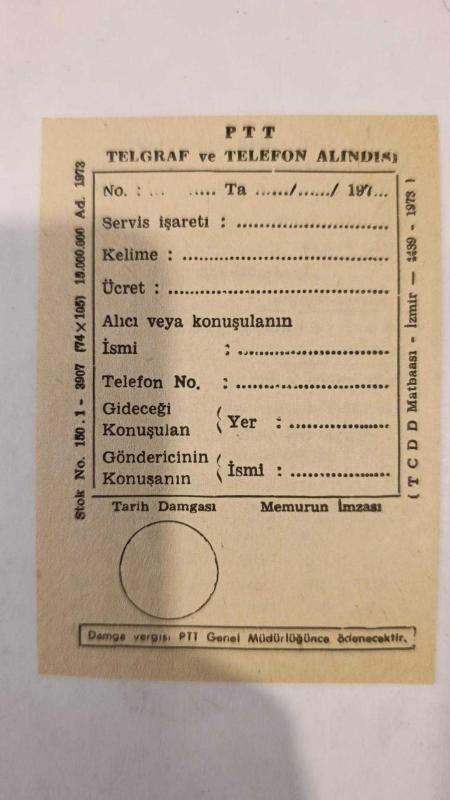 PTT
TELGRAF ve TELEFON ALINDISI
No. : ... ..... Ta ....../....../ 197...
Servis işareti : ..............................
Kelime : ..............................
Ücret : ..............................
Alıcı veya konuşulanın
İsmi : ..............................
Telefon No. : ..............................
Gideceği
Konuşulan ( Yer : ....................
Göndericinin
Konuşanın ( İsmi : ....................
Tarih Damgası Memurun İmzası
Damga vergisi PTT Genel Müdürlüğünce ödenecektir.
Stok No. 150.1 - 3907 (74×105) 15.000.000 Ad. 1973
(TCDD Matbaası - İzmir — - 1973)